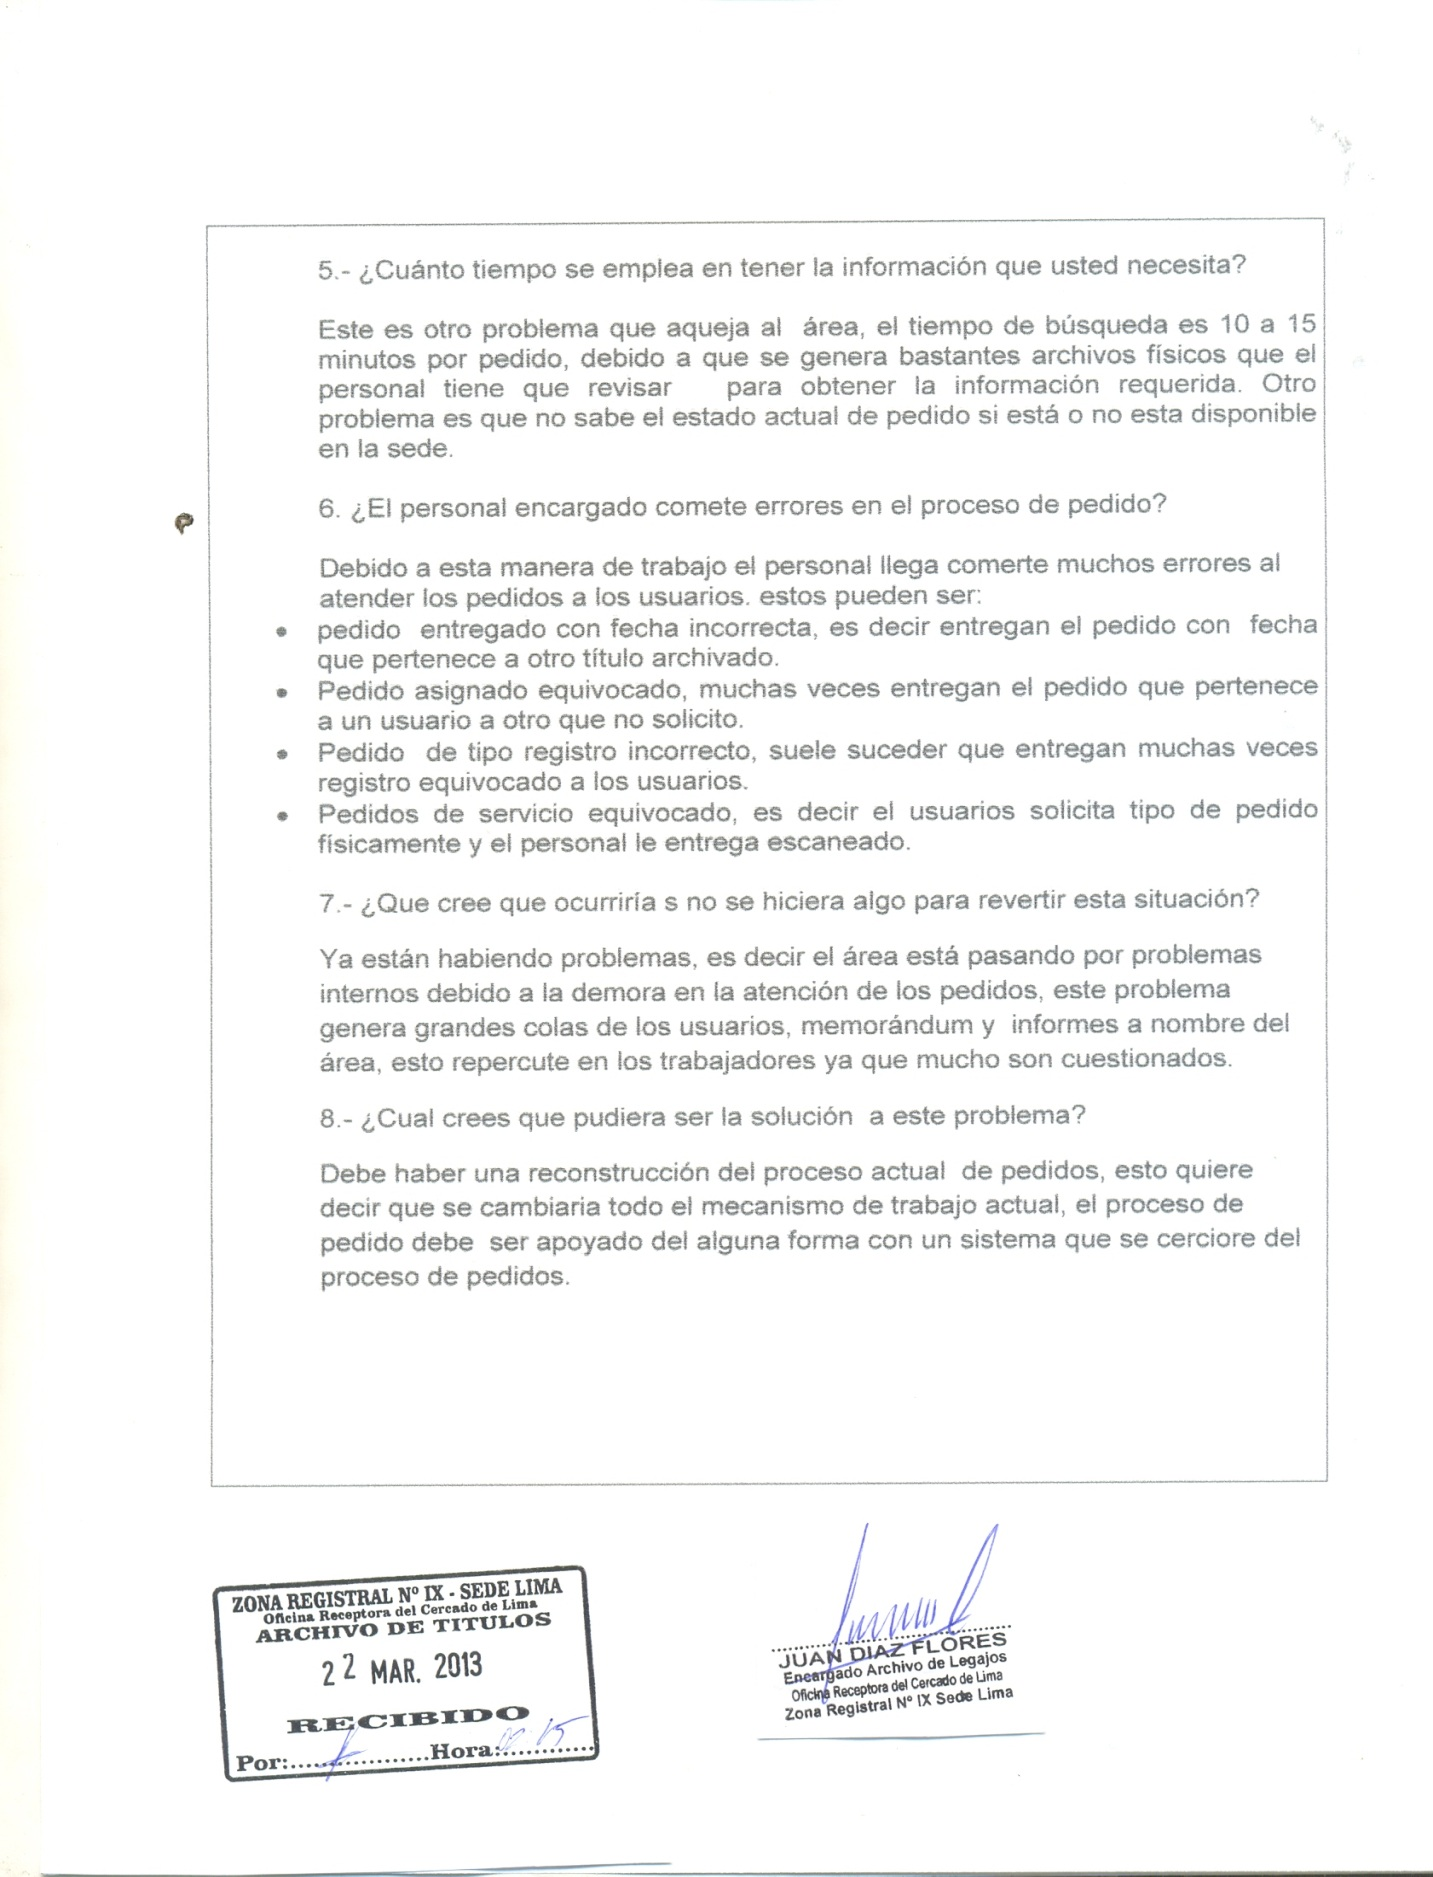 5.- ¿Cuánto tiempo se emplea en tener la información que usted necesita?
Este es otro problema que aqueja al área, el tiempo de búsqueda es 10 a 15
minutos por pedido, debido a que se genera bastantes archivos físicos que el
personal tiene que revisar para obtener la información requerida. Otro
problema es que no sabe el estado actual de pedido si está o no esta disponible
en la sede.
6. ¿El personal encargado comete errores en el proceso de pedido?
Debido a esta manera de trabajo el personal llega comerte muchos errores al
atender los pedidos a los usuarios. estos pueden ser:
• pedido entregado con fecha incorrecta, es decir entregan el pedido con fecha
que pertenece a otro título archivado.
• Pedido asignado equivocado, muchas veces entregan el pedido que pertenece
a un usuario a otro que no solicito.
• Pedido de tipo registro incorrecto, suele suceder que entregan muchas veces
registro equivocado a los usuarios.
• Pedidos de servicio equivocado, es decir el usuarios solicita tipo de pedido
físicamente y el personal le entrega escaneado.
7.- ¿Que cree que ocurriría s no se hiciera algo para revertir esta situación?
Ya están habiendo problemas, es decir el área está pasando por problemas
internos debido a la demora en la atención de los pedidos, este problema
genera grandes colas de los usuarios, memorándum y informes a nombre del
área, esto repercute en los trabajadores ya que mucho son cuestionados.
8.- ¿Cual crees que pudiera ser la solución a este problema?
Debe haber una reconstrucción del proceso actual de pedidos, esto quiere
decir que se cambiaria todo el mecanismo de trabajo actual, el proceso de
pedido debe ser apoyado del alguna forma con un sistema que se cerciore del
proceso de pedidos.
ZONA REGISTRAL Nº IX - SEDE LIMA
Oficina Receptora del Cercado de Lima
ARCHIVO DE TITULOS
22 MAR. 2013
RECIBIDO
Por:...................Hora:.............
JUAN DIAZ FLORES
Encargado Archivo de Legajos
Oficina Receptora del Cercado de Lima
Zona Registral Nº IX Sede Lima